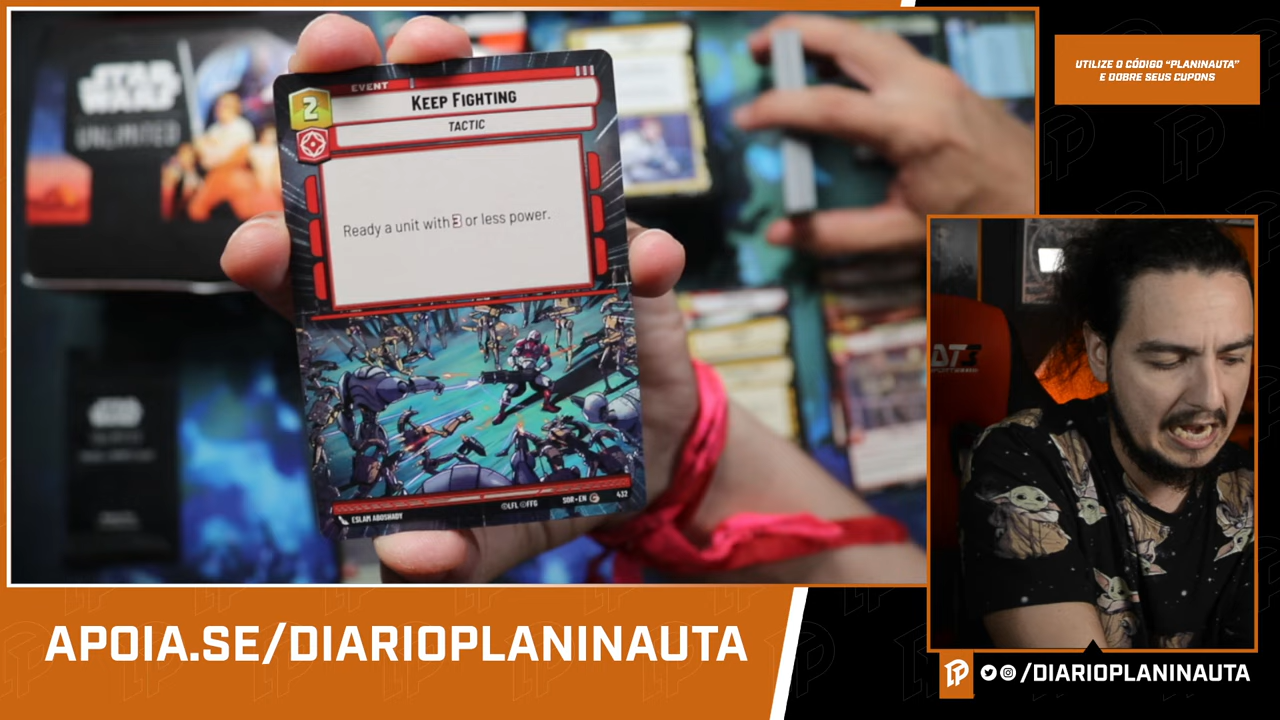 STAR
WARS
UNLIMITED
EVENT
2
KEEP FIGHTING
TACTIC
Ready a unit with 3 or less power.
ESLAM ABOSHADY
©LFL ©FFG
SOR • EN
432
UTILIZE O CÓDIGO “PLANINAUTA”
E DOBRE SEUS CUPONS
DT3
APOIA.SE/DIARIOPLANINAUTA
/DIARIOPLANINAUTA